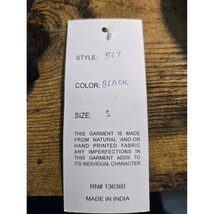 STYLE: BL7
COLOR: BLACK
SIZE: S
THIS GARMENT IS MADE
FROM NATURAL AND/OR
HAND PRINTED FABRIC
ANY IMPERFECTIONS IN
THIS GARMENT ADDS TO
ITS INDIVIDUAL CHARACTER
RN# 136360
MADE IN INDIA